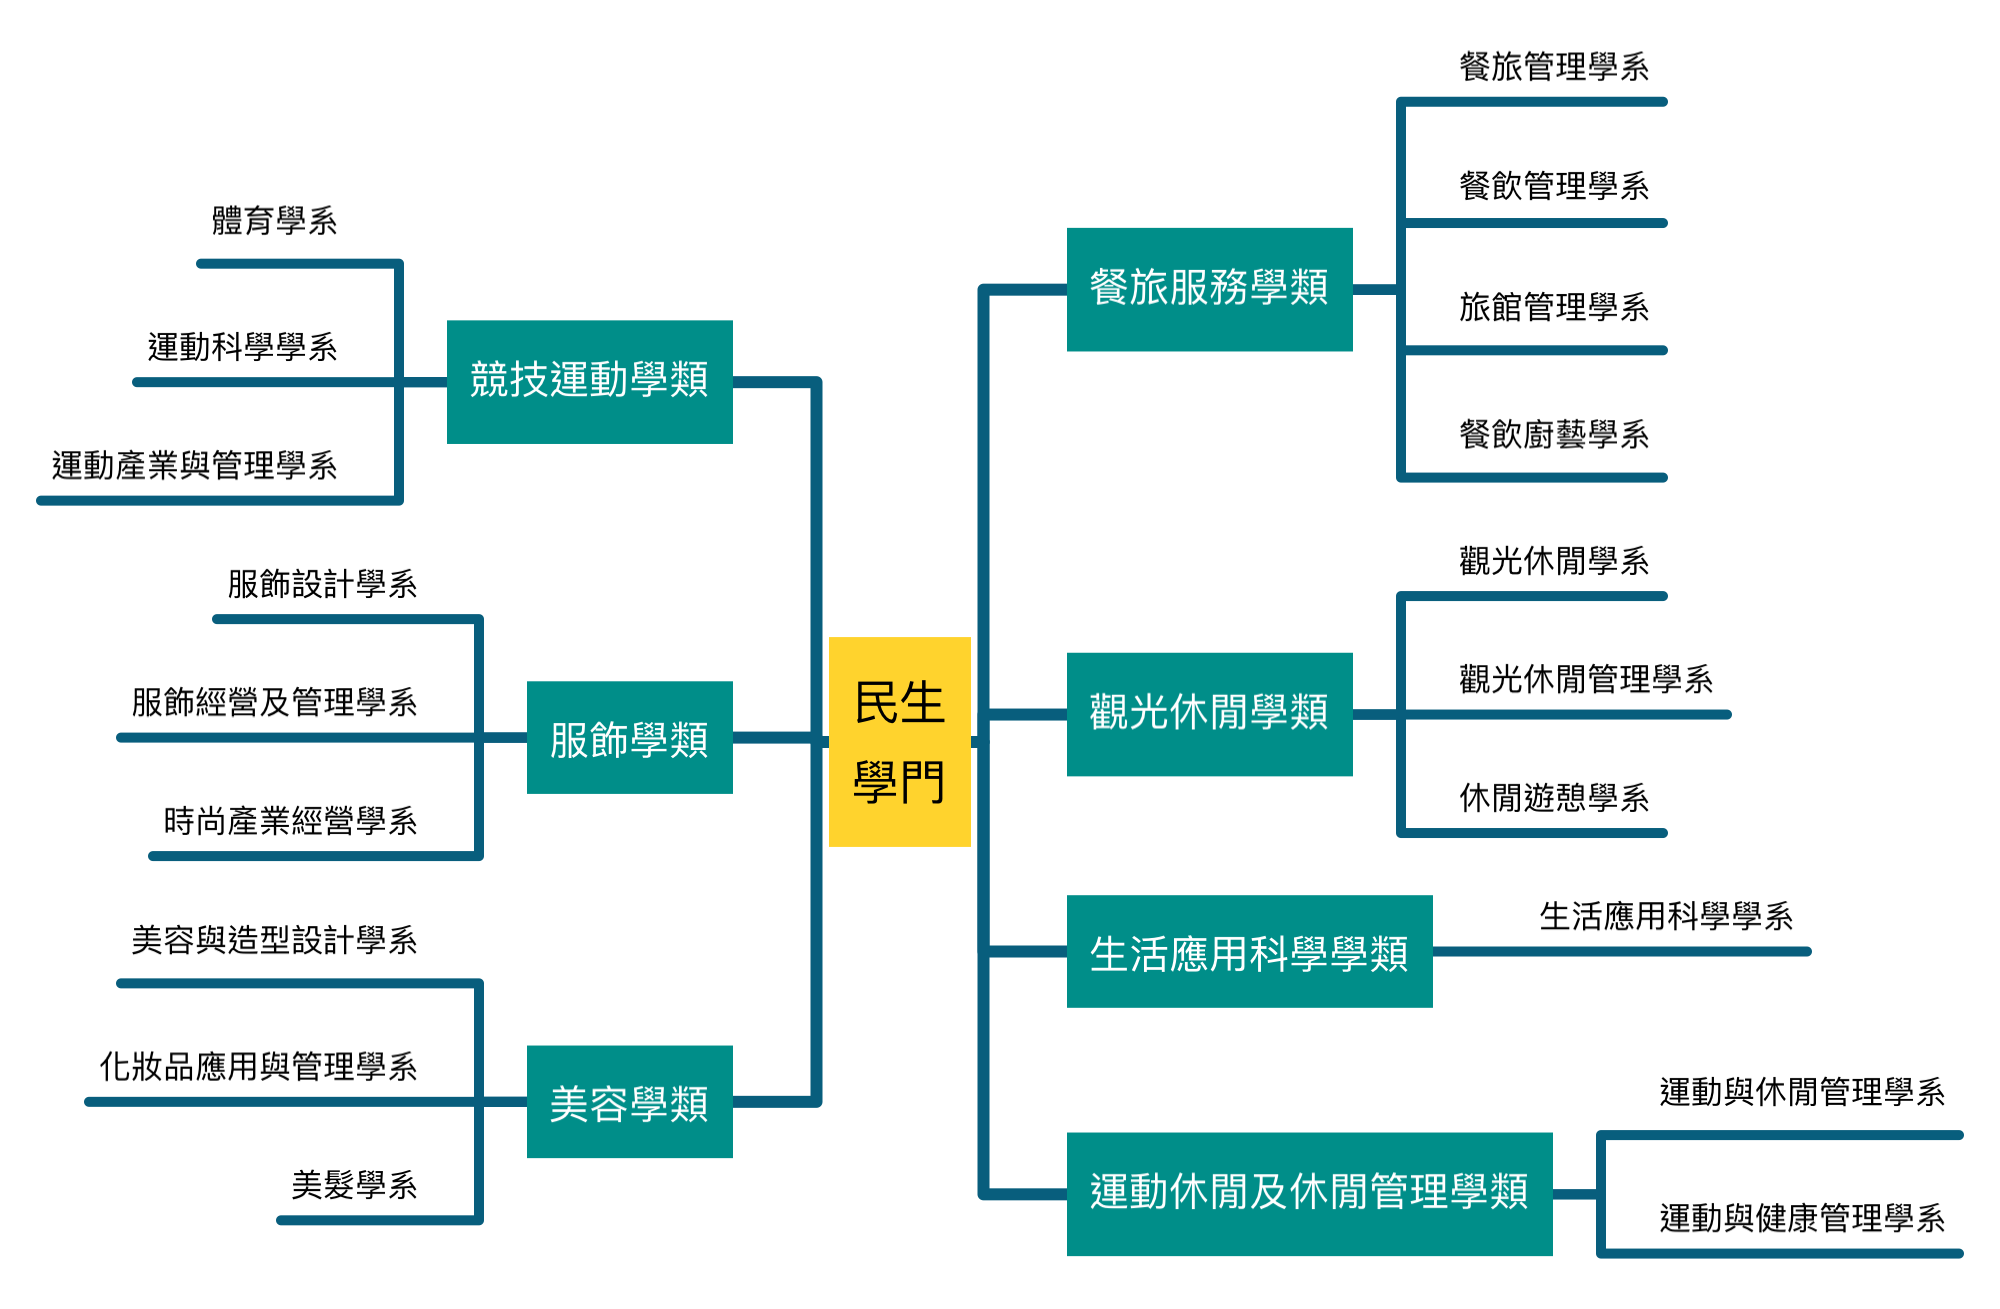 民生
學門
餐旅服務學類
餐旅管理學系
餐飲管理學系
旅館管理學系
餐飲廚藝學系
觀光休閒學類
觀光休閒學系
觀光休閒管理學系
休閒遊憩學系
生活應用科學學類
生活應用科學學系
運動休閒及休閒管理學類
運動與休閒管理學系
運動與健康管理學系
競技運動學類
體育學系
運動科學學系
運動產業與管理學系
服飾學類
服飾設計學系
服飾經營及管理學系
時尚產業經營學系
美容學類
美容與造型設計學系
化妝品應用與管理學系
美髮學系